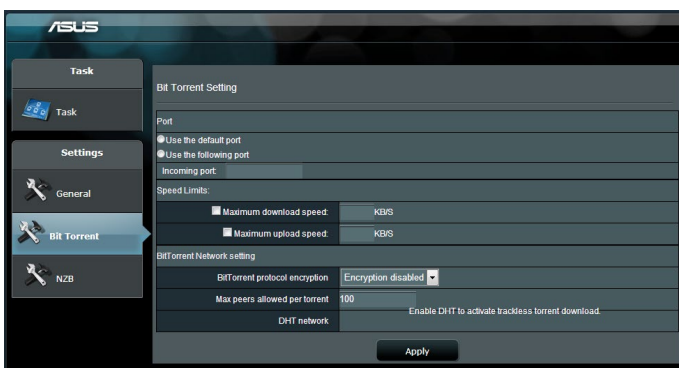 ASUS
Task
Task
Settings
General
Bit Torrent
NZB
Bit Torrent Setting
Port
Use the default port
Use the following port
Incoming port:
Speed Limits:
Maximum download speed: KB/S
Maximum upload speed: KB/S
BitTorrent Network setting
BitTorrent protocol encryption Encryption disabled
Max peers allowed per torrent 100
DHT network Enable DHT to activate trackless torrent download.
Apply